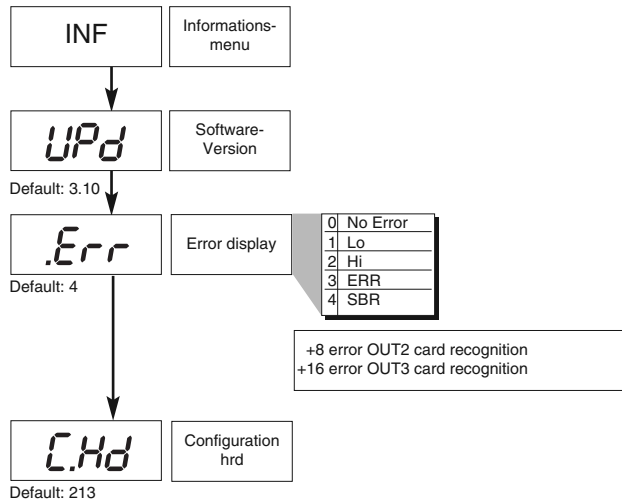 INF
Informations-
menu
UPd
Software-
Version
Default: 3.10
.Err
Error display
0 No Error
1 Lo
2 Hi
3 ERR
4 SBR
Default: 4
+8 error OUT2 card recognition
+16 error OUT3 card recognition
C.Hd
Configuration
hrd
Default: 213